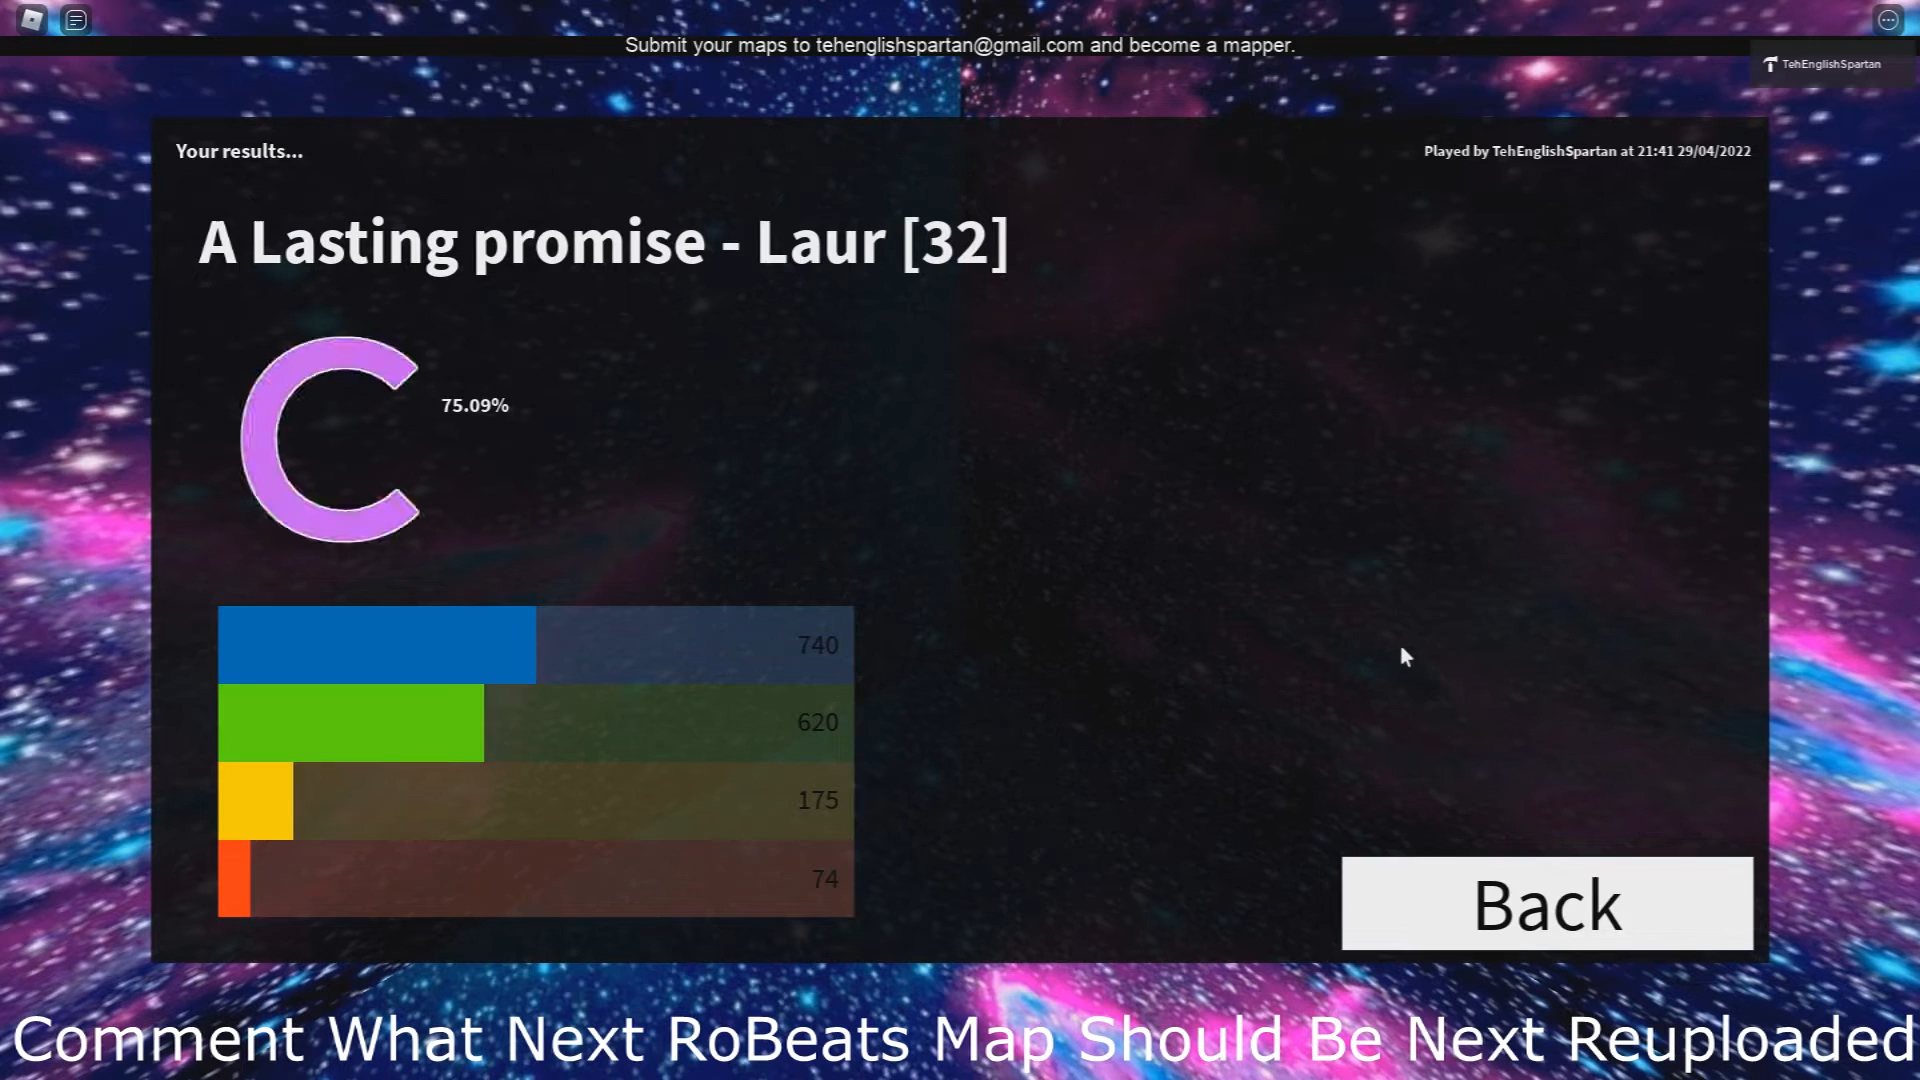 Submit your maps to tehenglishspartan@gmail.com and become a mapper.
TehEnglishSpartan
Your results...
Played by TehEnglishSpartan at 21:41 29/04/2022
A Lasting promise - Laur [32]
C
75.09%
740
620
175
74
Back
Comment What Next RoBeats Map Should Be Next Reuploaded